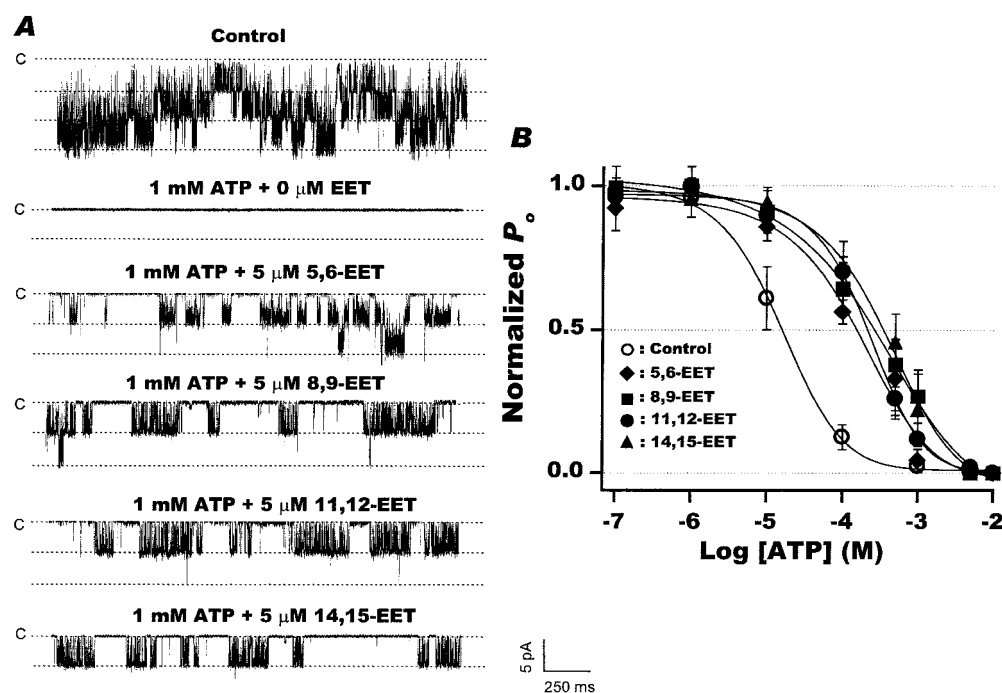 A
Control
C
1 mM ATP + 0 µM EET
C
1 mM ATP + 5 µM 5,6-EET
C
1 mM ATP + 5 µM 8,9-EET
C
1 mM ATP + 5 µM 11,12-EET
C
1 mM ATP + 5 µM 14,15-EET
C
5 pA
250 ms
B
Normalized Po
1.0
0.5
0.0
: Control
: 5,6-EET
: 8,9-EET
: 11,12-EET
: 14,15-EET
-7 -6 -5 -4 -3 -2
Log [ATP] (M)